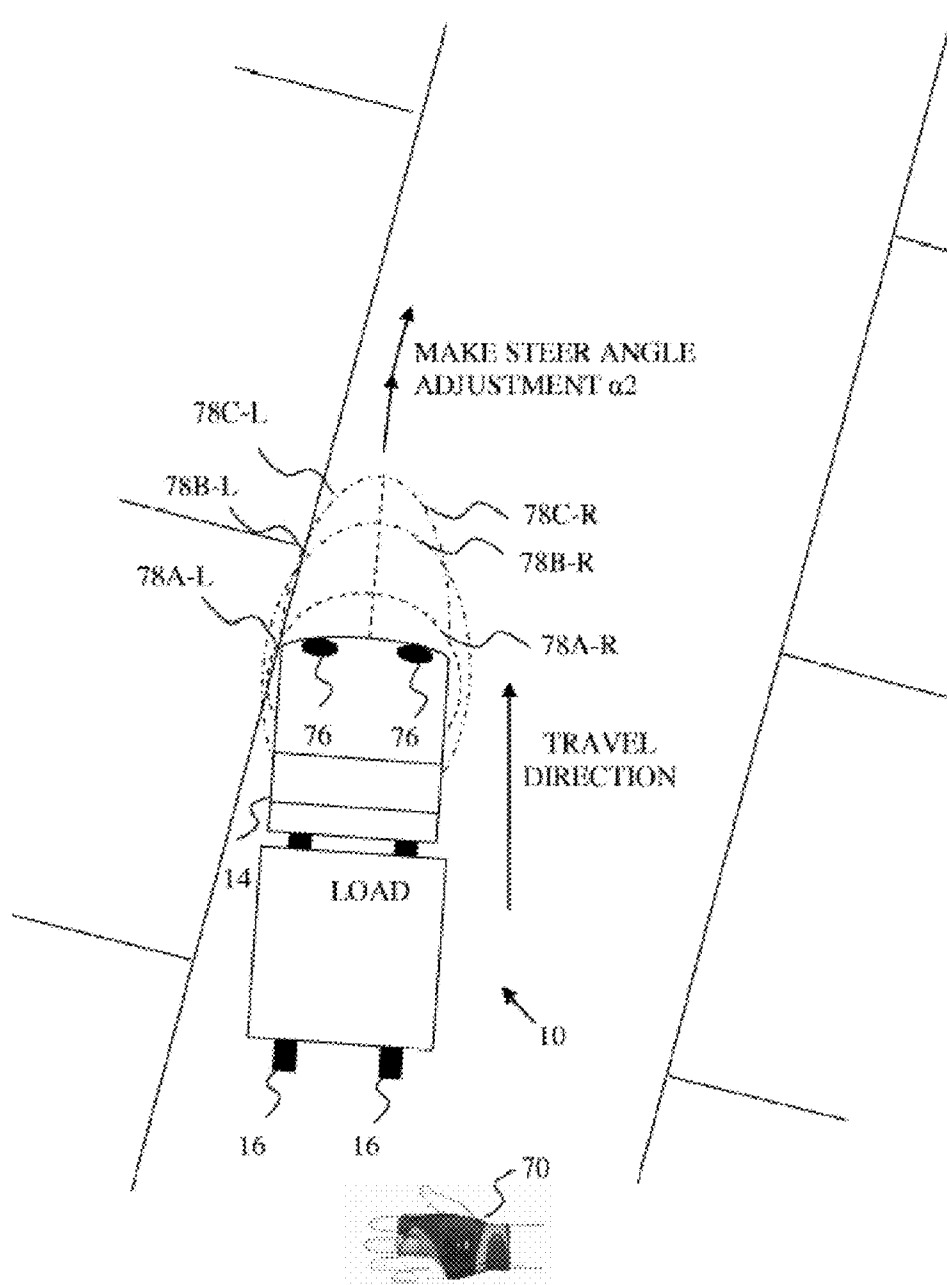 MAKE STEER ANGLE
ADJUSTMENT α2
78C-L
78B-L
78C-R
78B-R
78A-L
78A-R
76
76
TRAVEL
DIRECTION
14
LOAD
10
16
16
70